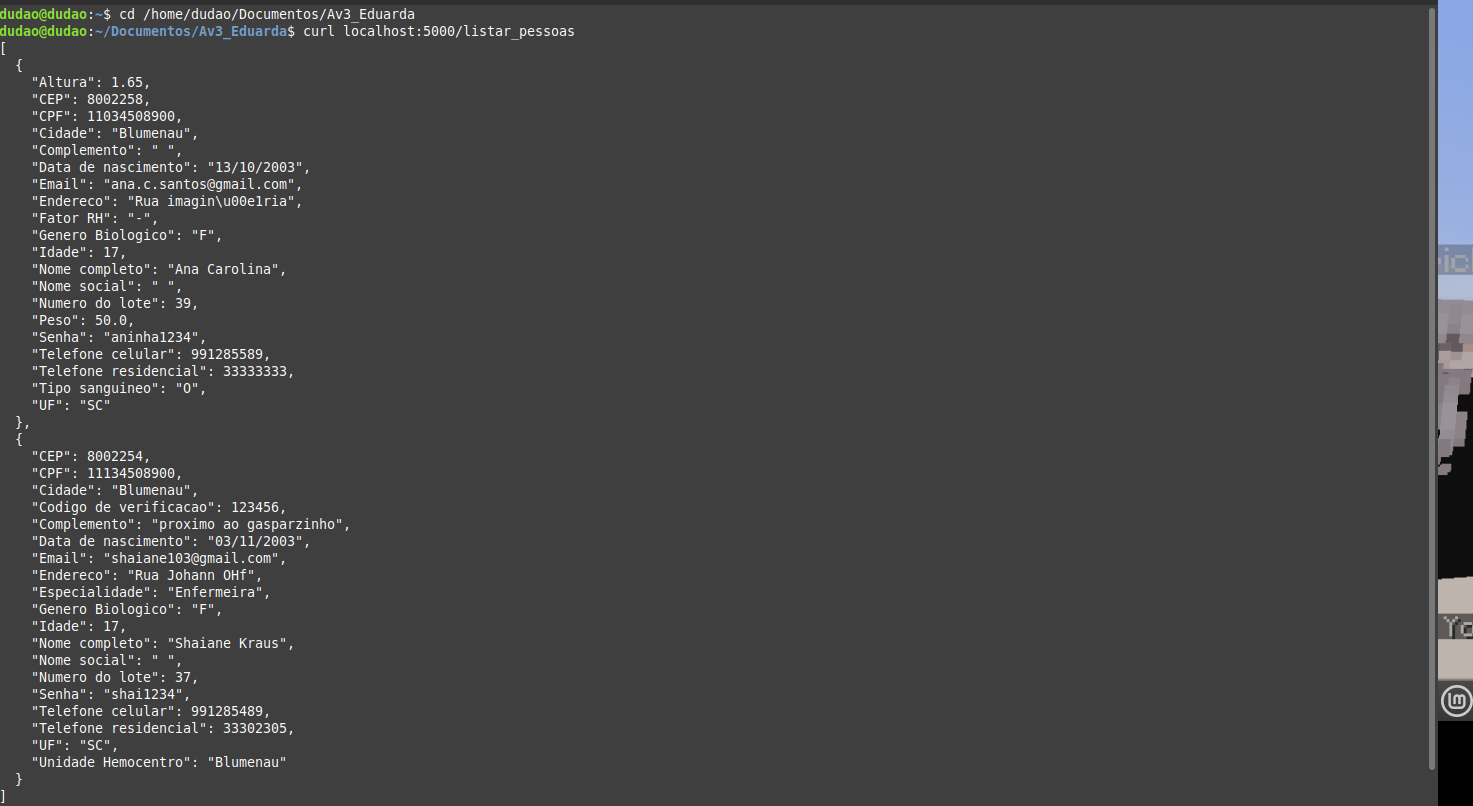 dudao@dudao:~$ cd /home/dudao/Documentos/Av3_Eduarda
dudao@dudao:~/Documentos/Av3_Eduarda$ curl localhost:5000/listar_pessoas
[
  {
    "Altura": 1.65,
    "CEP": 8002258,
    "CPF": 11034508900,
    "Cidade": "Blumenau",
    "Complemento": " ",
    "Data de nascimento": "13/10/2003",
    "Email": "ana.c.santos@gmail.com",
    "Endereco": "Rua imagin\u00e1ria",
    "Fator RH": "-",
    "Genero Biologico": "F",
    "Idade": 17,
    "Nome completo": "Ana Carolina",
    "Nome social": " ",
    "Numero do lote": 39,
    "Peso": 50.0,
    "Senha": "aninha1234",
    "Telefone celular": 991285589,
    "Telefone residencial": 33333333,
    "Tipo sanguineo": "O",
    "UF": "SC"
  },
  {
    "CEP": 8002254,
    "CPF": 11134508900,
    "Cidade": "Blumenau",
    "Codigo de verificacao": 123456,
    "Complemento": "proximo ao gasparzinho",
    "Data de nascimento": "03/11/2003",
    "Email": "shaiane103@gmail.com",
    "Endereco": "Rua Johann OHf",
    "Especialidade": "Enfermeira",
    "Genero Biologico": "F",
    "Idade": 17,
    "Nome completo": "Shaiane Kraus",
    "Nome social": " ",
    "Numero do lote": 37,
    "Senha": "shai1234",
    "Telefone celular": 991285489,
    "Telefone residencial": 33302305,
    "UF": "SC",
    "Unidade Hemocentro": "Blumenau"
  }
]